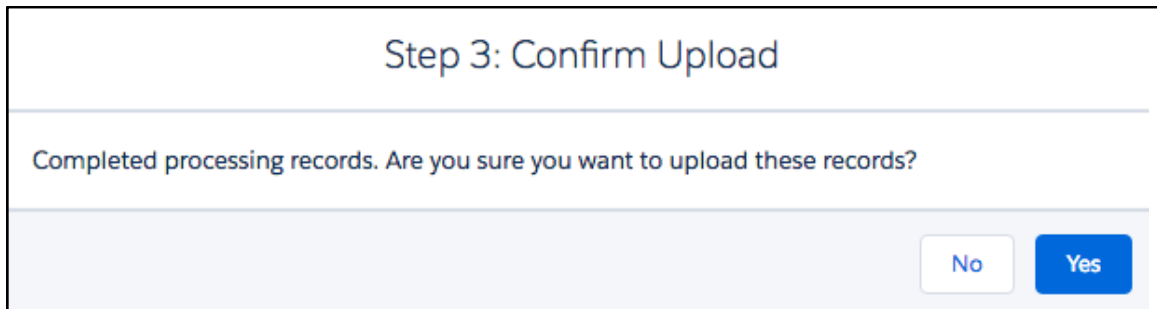 Step 3: Confirm Upload
Completed processing records. Are you sure you want to upload these records?
No
Yes